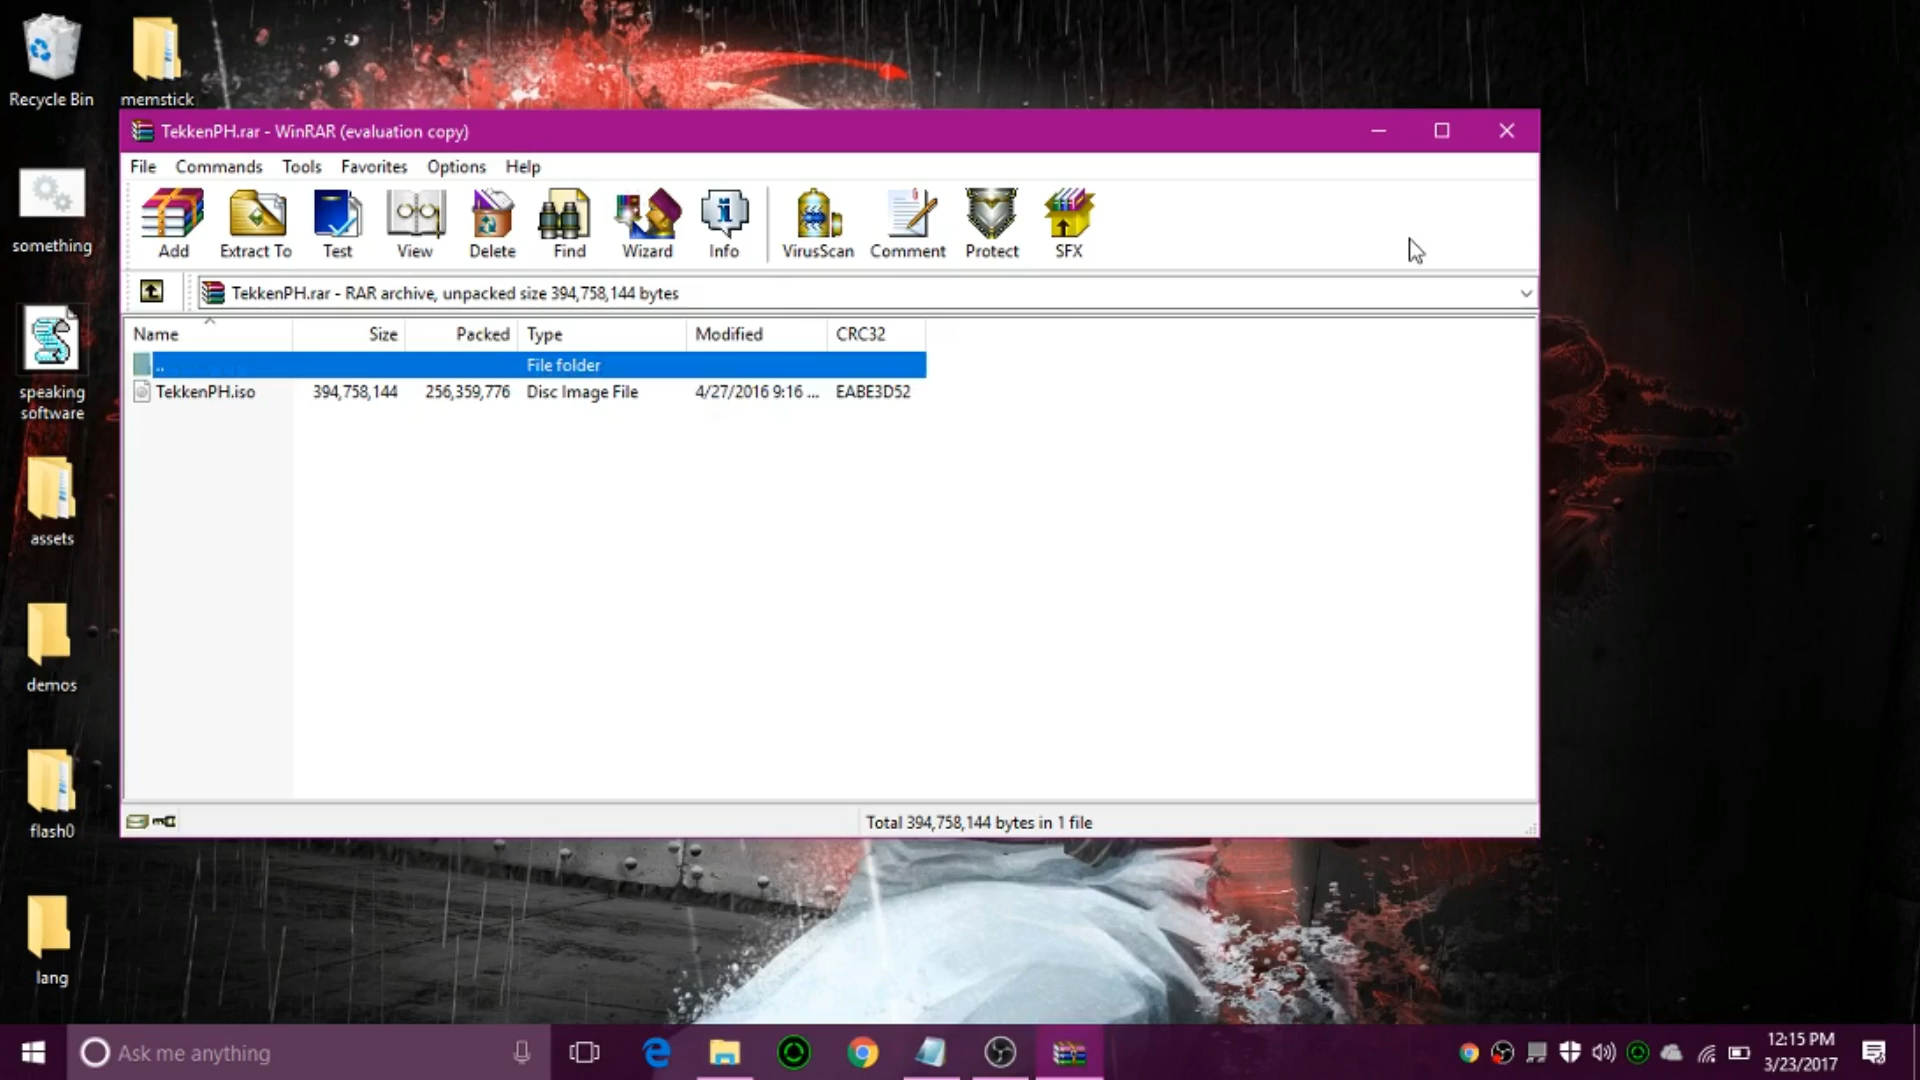 Recycle Bin
memstick
something
speaking
software
assets
demos
flash0
lang
TekkenPH.rar - WinRAR (evaluation copy)
File Commands Tools Favorites Options Help
Add Extract To Test View Delete Find Wizard Info VirusScan Comment Protect SFX
TekkenPH.rar - RAR archive, unpacked size 394,758,144 bytes
Name Size Packed Type Modified CRC32
.. File folder
TekkenPH.iso 394,758,144 256,359,776 Disc Image File 4/27/2016 9:16 ... EABE3D52
Total 394,758,144 bytes in 1 file
Ask me anything
12:15 PM
3/23/2017